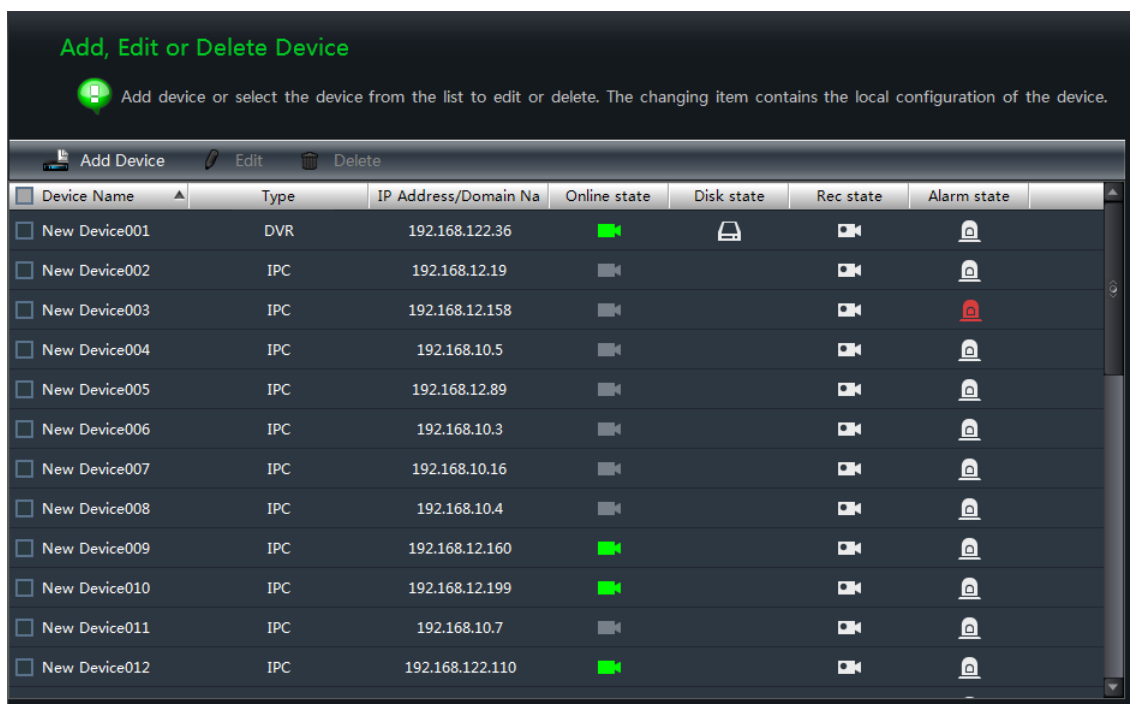 Add, Edit or Delete Device
Add device or select the device from the list to edit or delete. The changing item contains the local configuration of the device.
Add Device Edit Delete
Device Name Type IP Address/Domain Na Online state Disk state Rec state Alarm state
New Device001 DVR 192.168.122.36
New Device002 IPC 192.168.12.19
New Device003 IPC 192.168.12.158
New Device004 IPC 192.168.10.5
New Device005 IPC 192.168.12.89
New Device006 IPC 192.168.10.3
New Device007 IPC 192.168.10.16
New Device008 IPC 192.168.10.4
New Device009 IPC 192.168.12.160
New Device010 IPC 192.168.12.199
New Device011 IPC 192.168.10.7
New Device012 IPC 192.168.122.110